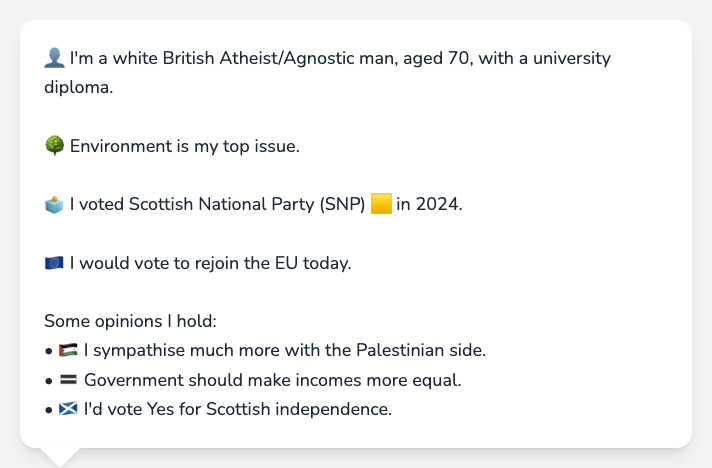 👤 I'm a white British Atheist/Agnostic man, aged 70, with a university
diploma.
🌳 Environment is my top issue.
🗳️ I voted Scottish National Party (SNP) 🟨 in 2024.
🇪🇺 I would vote to rejoin the EU today.
Some opinions I hold:
• 🇵🇸 I sympathise much more with the Palestinian side.
• 🟰 Government should make incomes more equal.
• 🏴󠁧󠁢󠁳󠁣󠁴󠁿 I'd vote Yes for Scottish independence.